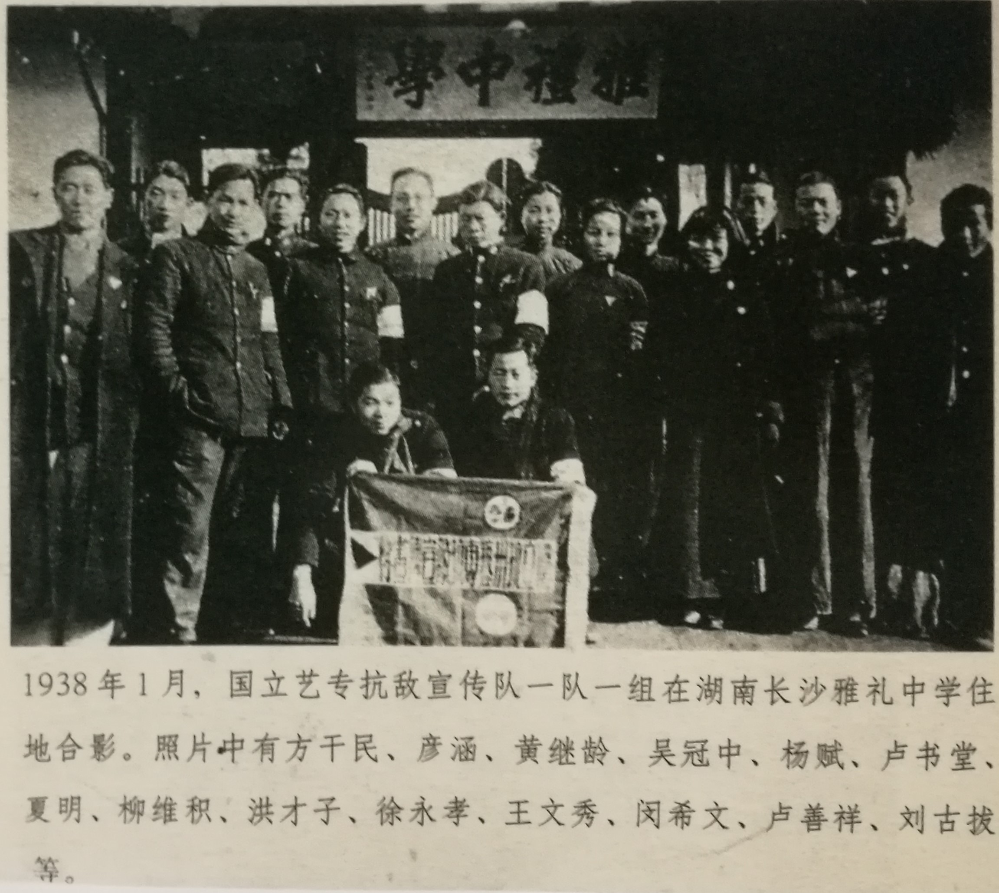 雅禮中學
1938年1月，国立艺专抗敌宣传队一队一组在湖南长沙雅礼中学住
地合影。照片中有方干民、彦涵、黄继龄、吴冠中、杨赋、卢书堂、
夏明、柳维积、洪才子、徐永孝、王文秀、闵希文、卢善祥、刘古拔
等。